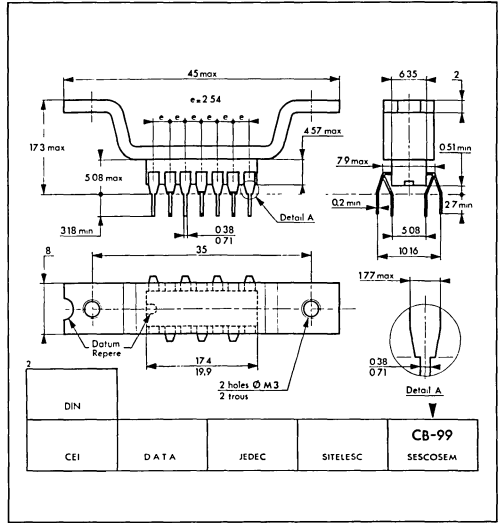 45 max
e = 2 54
e e e e e e
6 35
2
17 3 max
4 57 max
0 51 min
7 9 max
5 08 max
Detail A
0,2 min
2 7 min
3 18 min
0 38
0 71
5 08
10 16
8
35
1 77 max
Datum
Repere
17 4
19,9
2 holes Ø M 3
2 trous
0 38
0 71
Detail A
2
DIN
CEI
DATA
JEDEC
SITELESC
CB-99
SESCOSEM